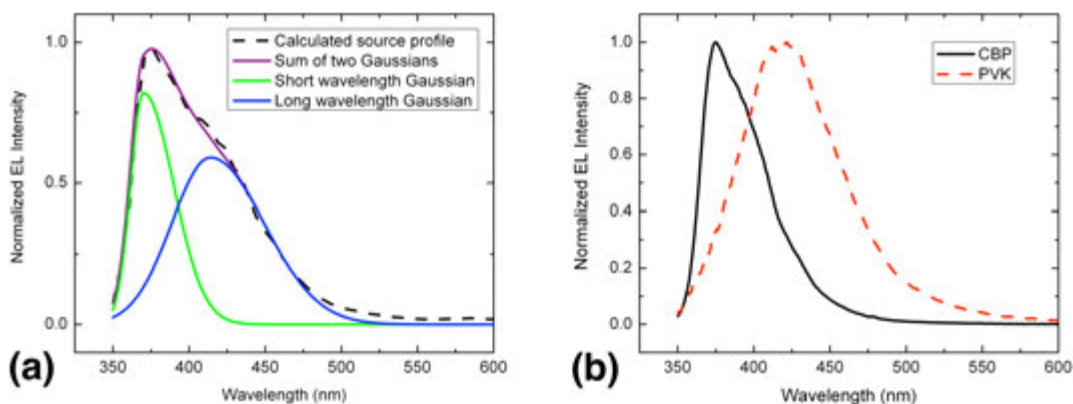 Normalized EL Intensity
1.0
0.5
0.0
Calculated source profile
Sum of two Gaussians
Short wavelength Gaussian
Long wavelength Gaussian
350 400 450 500 550 600
Wavelength (nm)
(a)
Normalized EL Intensity
1.0
0.8
0.6
0.4
0.2
0.0
CBP
PVK
350 400 450 500 550 600
Wavelength (nm)
(b)